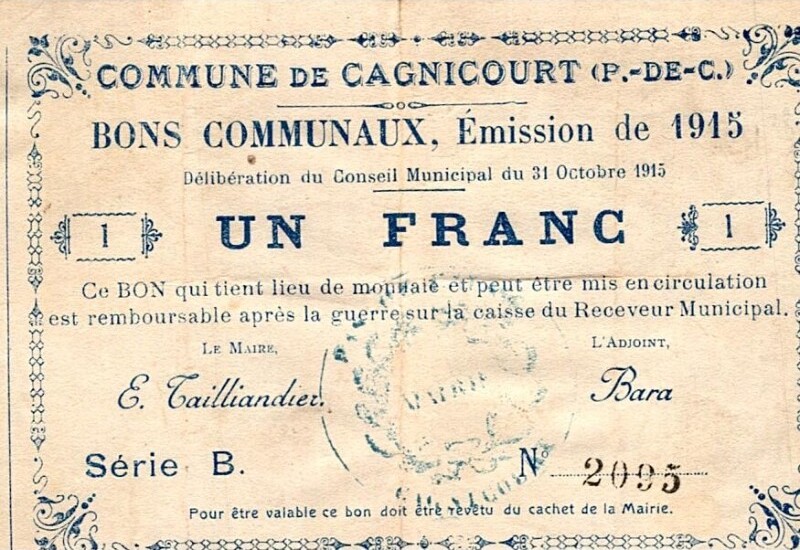 COMMUNE DE CAGNICOURT (P.-DE-C.)
BONS COMMUNAUX, Émission de 1915
Délibération du Conseil Municipal du 31 Octobre 1915
1 UN FRANC 1
Ce BON qui tient lieu de monnaie et peut être mis en circulation
est remboursable après la guerre sur la caisse du Receveur Municipal.
LE MAIRE, L'ADJOINT,
E. Tailliandier. Bara
MAIRIE
Série B. N° 2095
Pour être valable ce bon doit être revêtu du cachet de la Mairie.